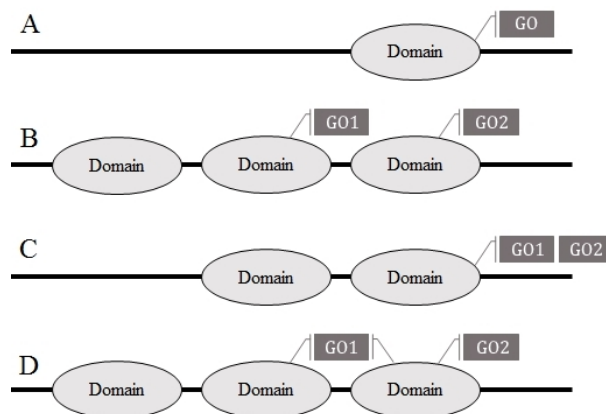 A
GO
Domain
B
GO1 GO2
Domain Domain Domain
C
GO1 GO2
Domain Domain
D
GO1 GO2
Domain Domain Domain